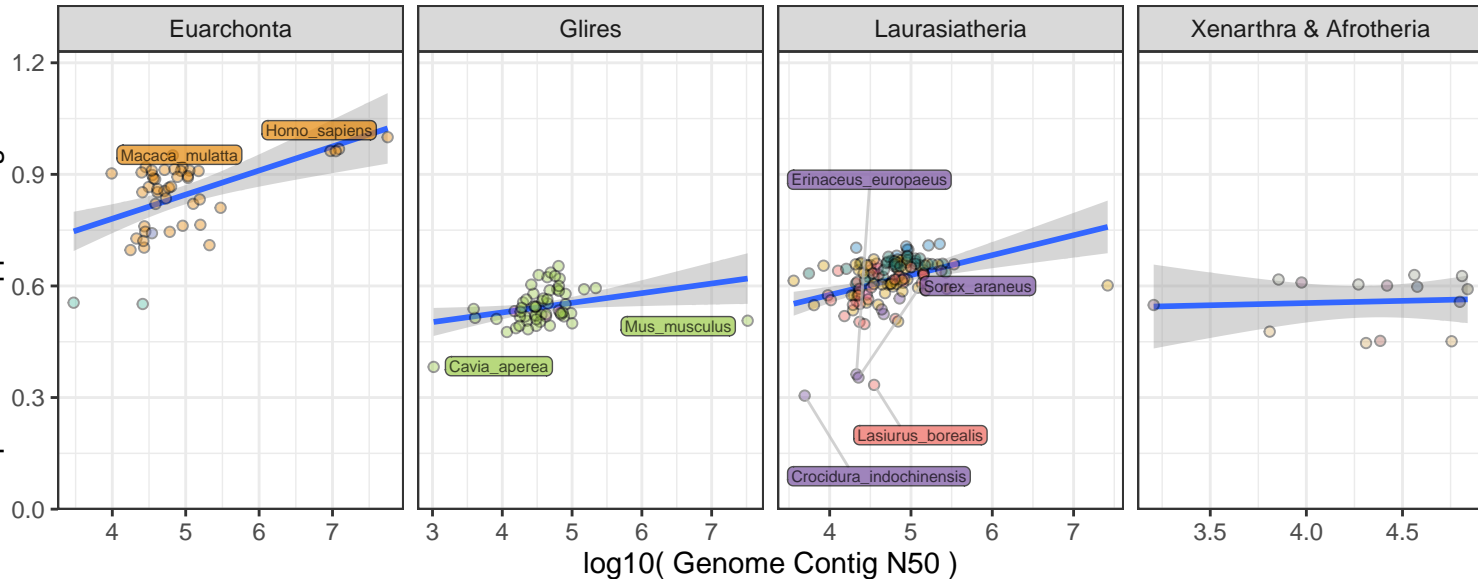 Euarchonta Glires Laurasiatheria Xenarthra & Afrotheria
1.2
0.9
0.6
0.3
0.0
Homo_sapiens
Macaca_mulatta
Mus_musculus
Cavia_aperea
Erinaceus_europaeus
Sorex_araneus
Lasiurus_borealis
Crocidura_indochinensis
4 5 6 7 3 4 5 6 7 4 5 6 7 3.5 4.0 4.5
log10( Genome Contig N50 )